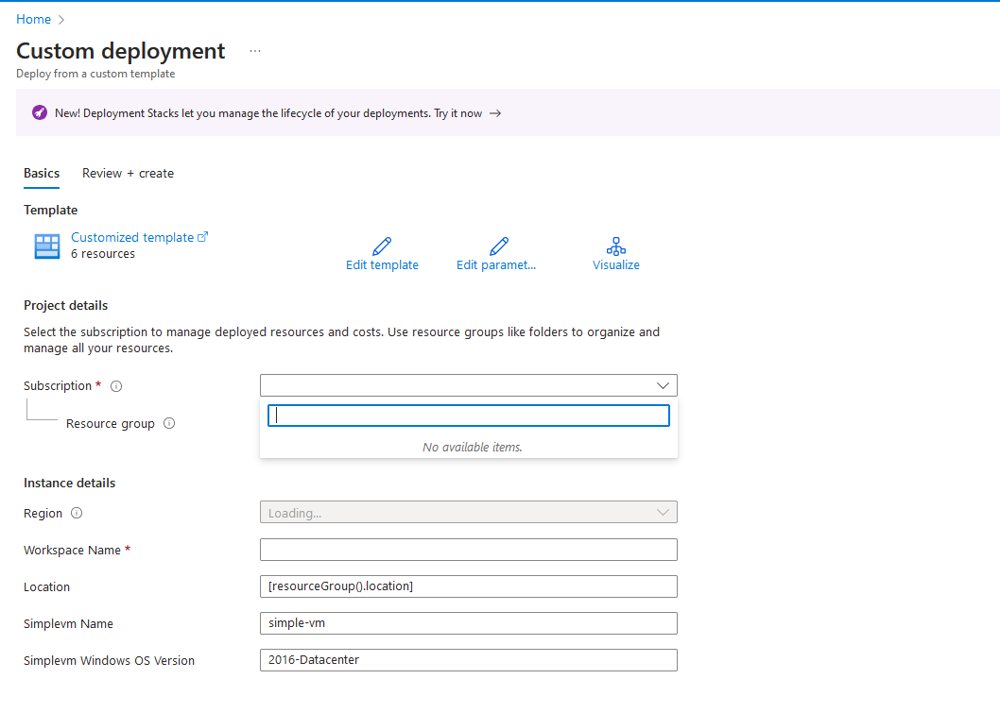 Home
Custom deployment
...
Deploy from a custom template
New! Deployment Stacks let you manage the lifecycle of your deployments. Try it now →
Basics Review + create
Template
Customized template
6 resources
Edit template Edit paramet... Visualize
Project details
Select the subscription to manage deployed resources and costs. Use resource groups like folders to organize and
manage all your resources.
Subscription *
Resource group
No available items.
Instance details
Region Loading...
Workspace Name *
Location [resourceGroup().location]
Simplevm Name simple-vm
Simplevm Windows OS Version 2016-Datacenter